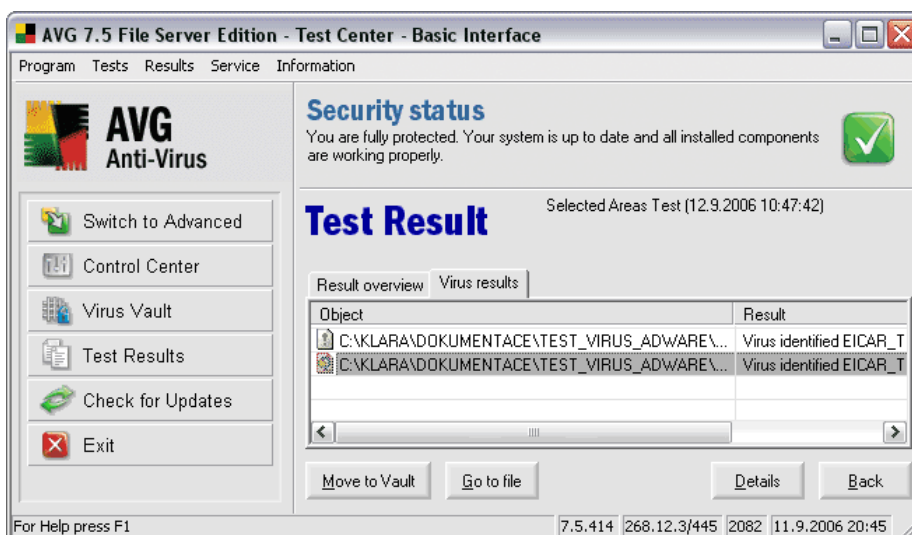 AVG 7.5 File Server Edition - Test Center - Basic Interface
Program Tests Results Service Information
AVG
Anti-Virus
Switch to Advanced
Control Center
Virus Vault
Test Results
Check for Updates
Exit
Security status
You are fully protected. Your system is up to date and all installed components
are working properly.
Test Result
Selected Areas Test (12.9.2006 10:47:42)
Result overview Virus results
Object Result
C:\KLARA\DOKUMENTACE\TEST_VIRUS_ADWARE\... Virus identified EICAR_T
C:\KLARA\DOKUMENTACE\TEST_VIRUS_ADWARE\... Virus identified EICAR_T
Move to Vault Go to file Details Back
For Help press F1 7.5.414 268.12.3/445 2082 11.9.2006 20:45